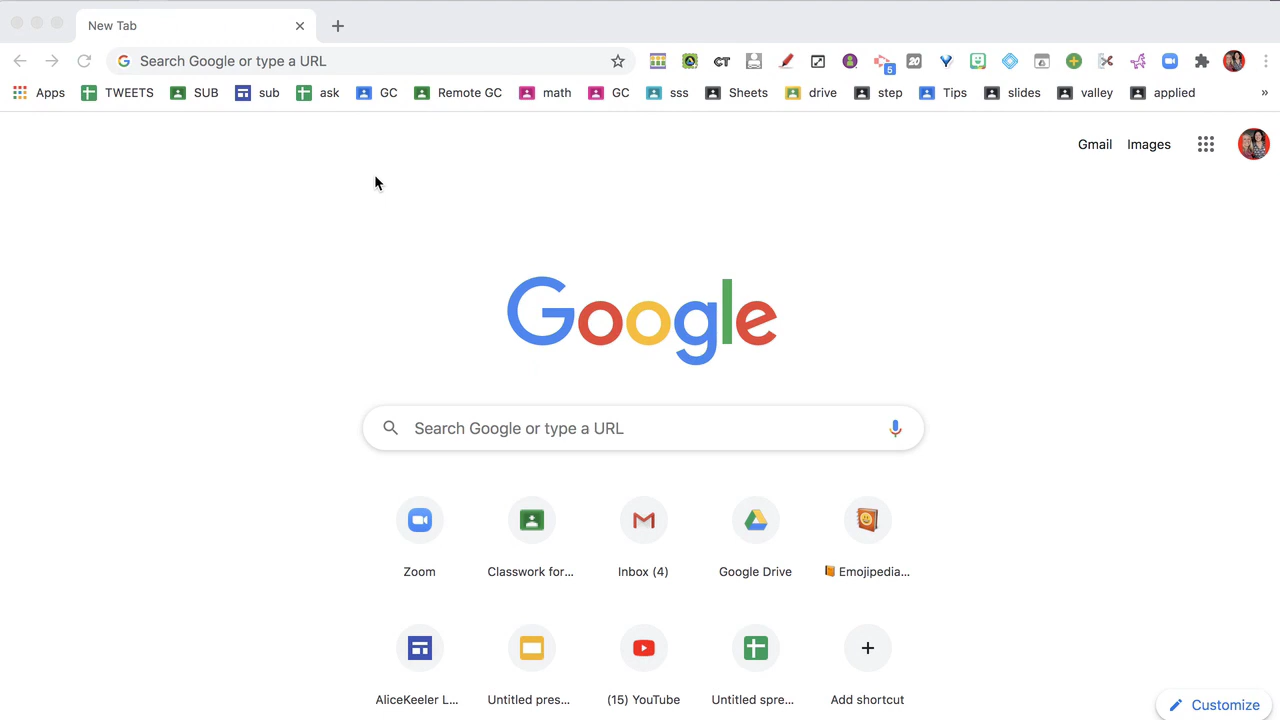 New Tab
Search Google or type a URL
CT 5 20
Apps TWEETS SUB sub ask GC Remote GC math GC sss Sheets drive step Tips slides valley applied »
Gmail Images
Google
Search Google or type a URL
Zoom Classwork for... Inbox (4) Google Drive Emojipedia...
AliceKeeler L... Untitled pres... (15) YouTube Untitled spre... Add shortcut
Customize